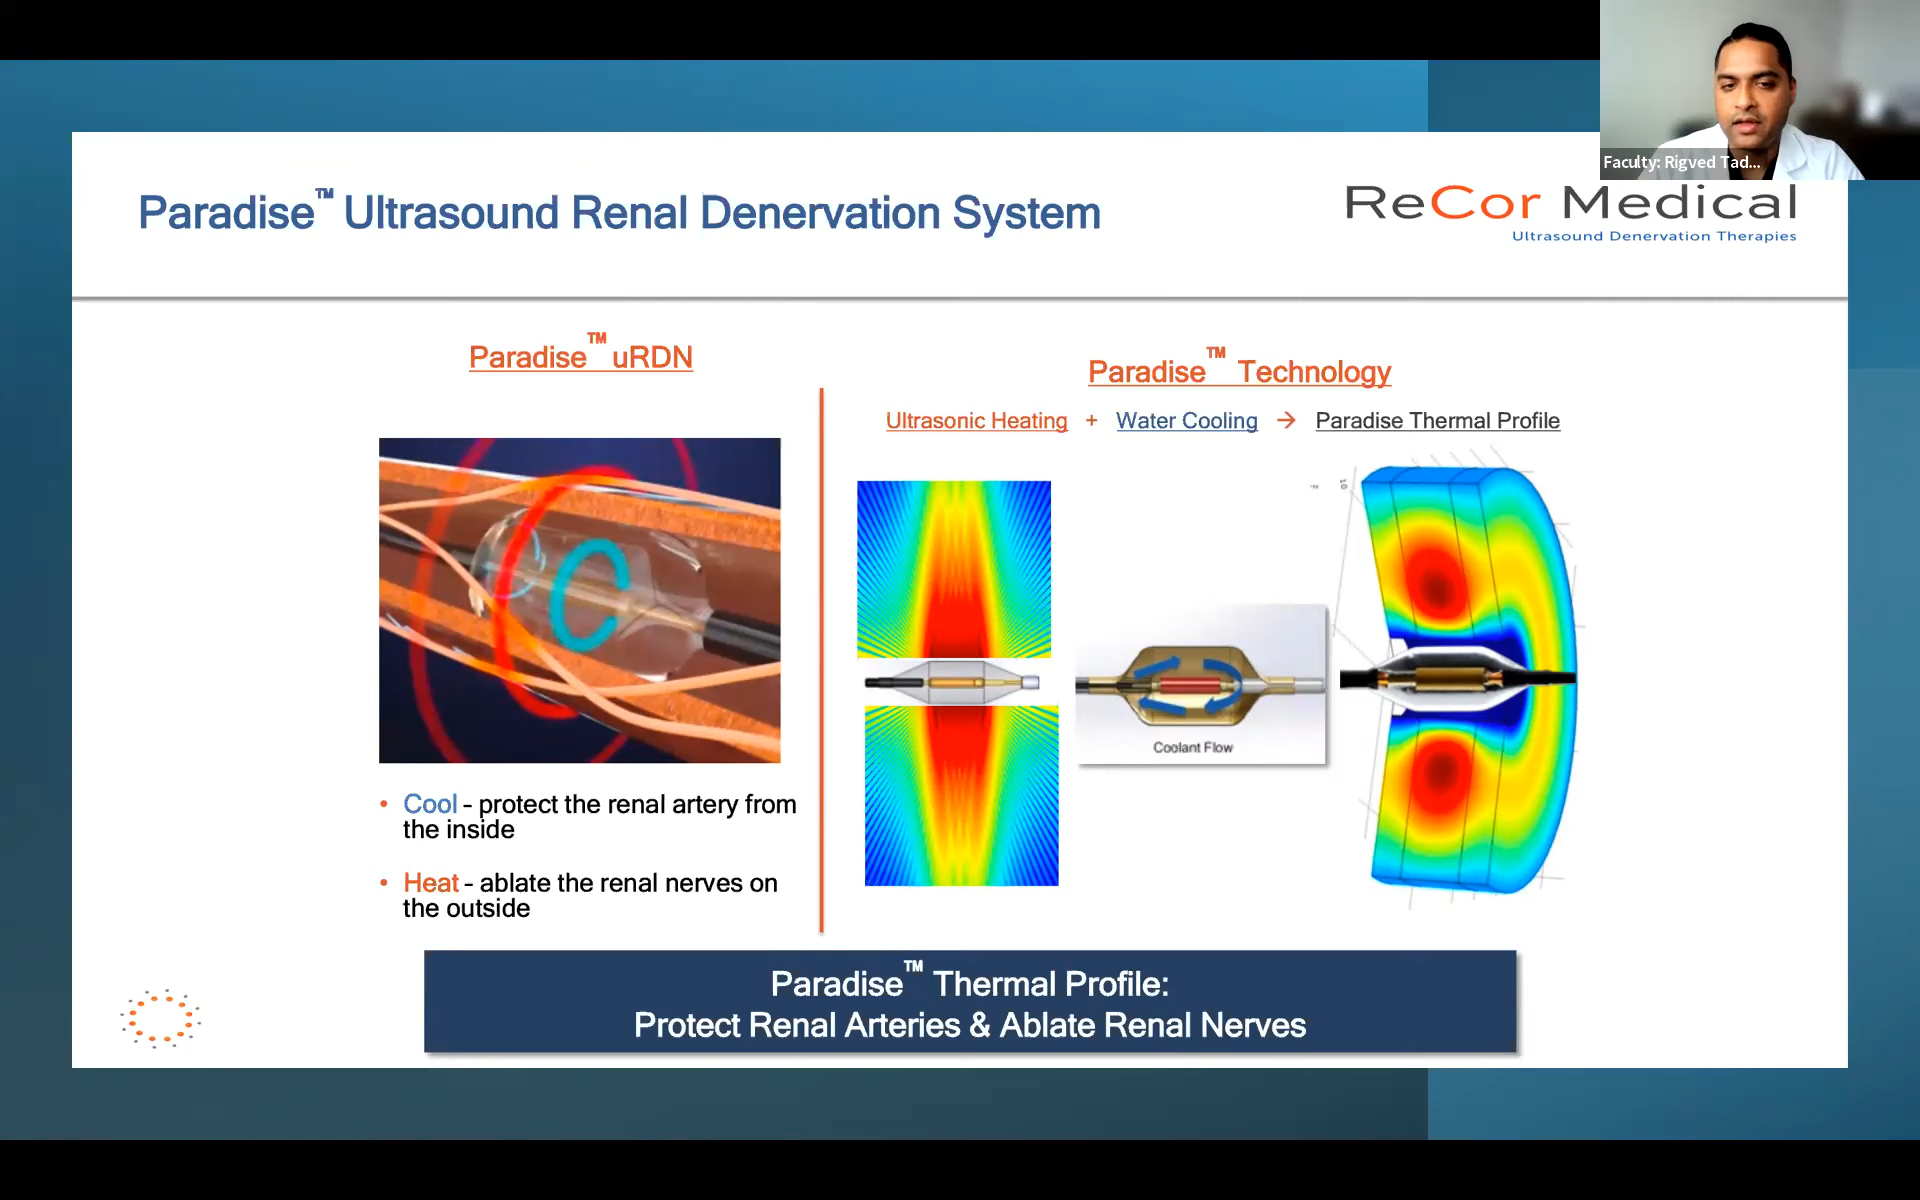 Faculty: Rigved Tad...
Paradise™ Ultrasound Renal Denervation System
ReCor Medical
Ultrasound Denervation Therapies
Paradise™ uRDN
• Cool - protect the renal artery from
the inside
• Heat - ablate the renal nerves on
the outside
Paradise™ Technology
Ultrasonic Heating + Water Cooling → Paradise Thermal Profile
Coolant Flow
Paradise™ Thermal Profile:
Protect Renal Arteries & Ablate Renal Nerves